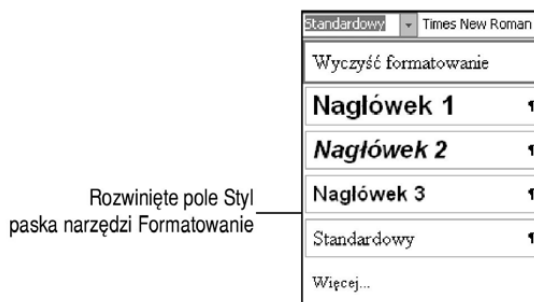 Standardowy Times New Roman
Wyczyść formatowanie
Nagłówek 1 ¶
Nagłówek 2 ¶
Nagłówek 3 ¶
Standardowy ¶
Więcej...
Rozwinięte pole Styl
paska narzędzi Formatowanie